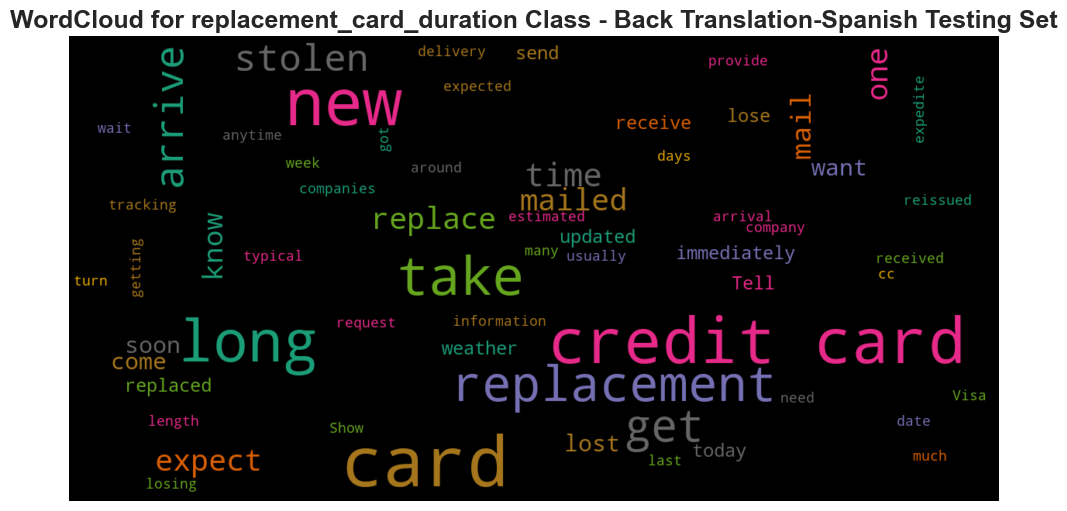 WordCloud for replacement_card_duration Class - Back Translation-Spanish Testing Set
stolen
delivery
send
provide
one
arrive
new
expected
mail
expedite
wait
anytime
got
receive
lose
week
around
days
want
companies
time
tracking
mailed
reissued
know
replace
estimated
arrival
company
updated
getting
typical
many
usually
immediately
received
turn
take
Tell
cc
request
information
long
credit card
soon
come
weather
replaced
replacement
need
Visa
length
Show
get
date
lost
today
expect
card
last
much
losing